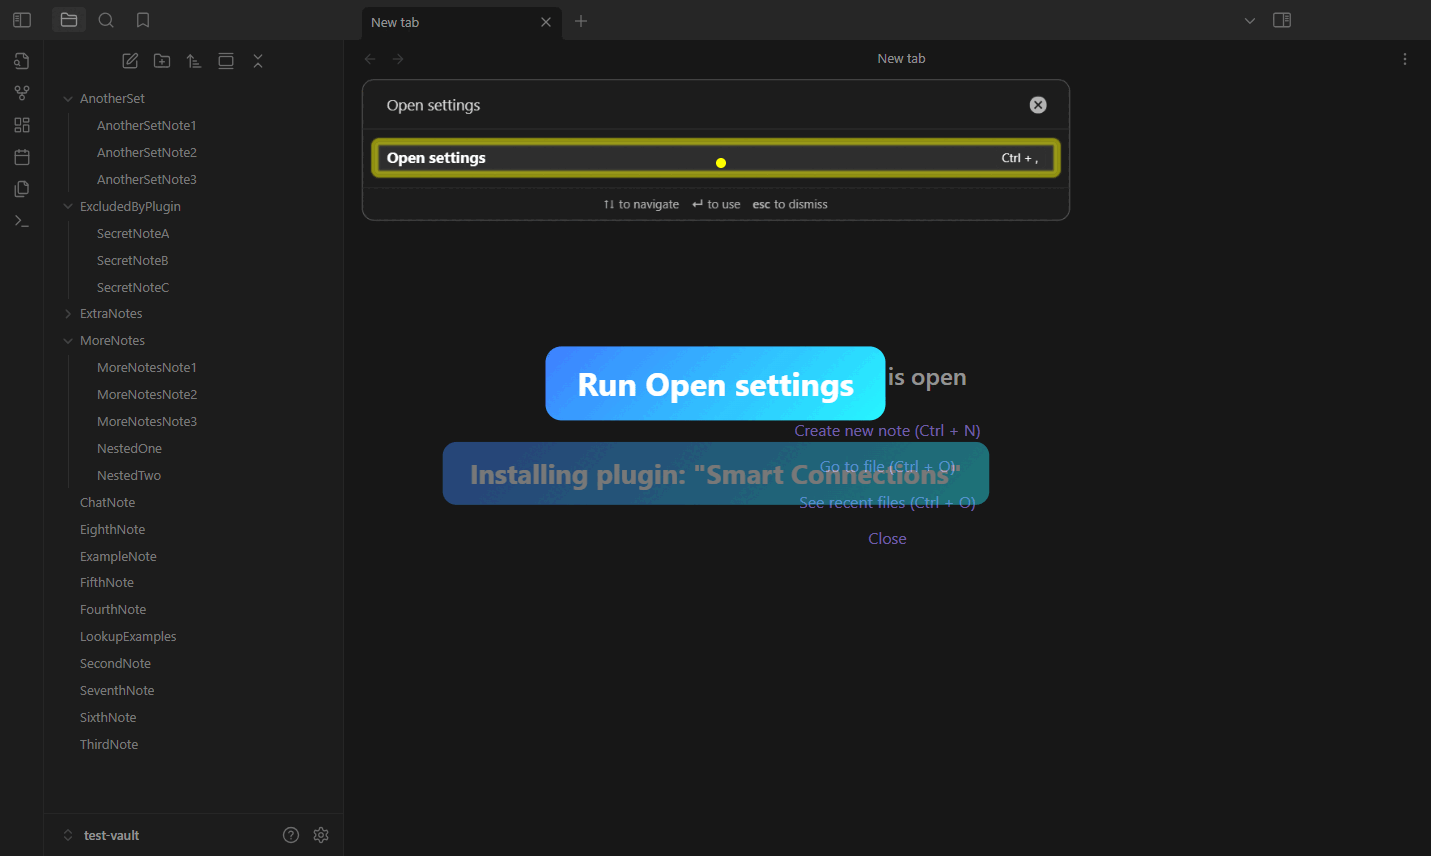 New tab
New tab
Open settings
Open settings Ctrl + ,
↑↓ to navigate ↵ to use esc to dismiss
AnotherSet
AnotherSetNote1
AnotherSetNote2
AnotherSetNote3
ExcludedByPlugin
SecretNoteA
SecretNoteB
SecretNoteC
ExtraNotes
MoreNotes
MoreNotesNote1
MoreNotesNote2
MoreNotesNote3
NestedOne
NestedTwo
ChatNote
EighthNote
ExampleNote
FifthNote
FourthNote
LookupExamples
SecondNote
SeventhNote
SixthNote
ThirdNote
test-vault
Run Open settings
is open
Create new note (Ctrl + N)
Installing plugin: "Smart Connections"
Go to file (Ctrl + O)
See recent files (Ctrl + O)
Close